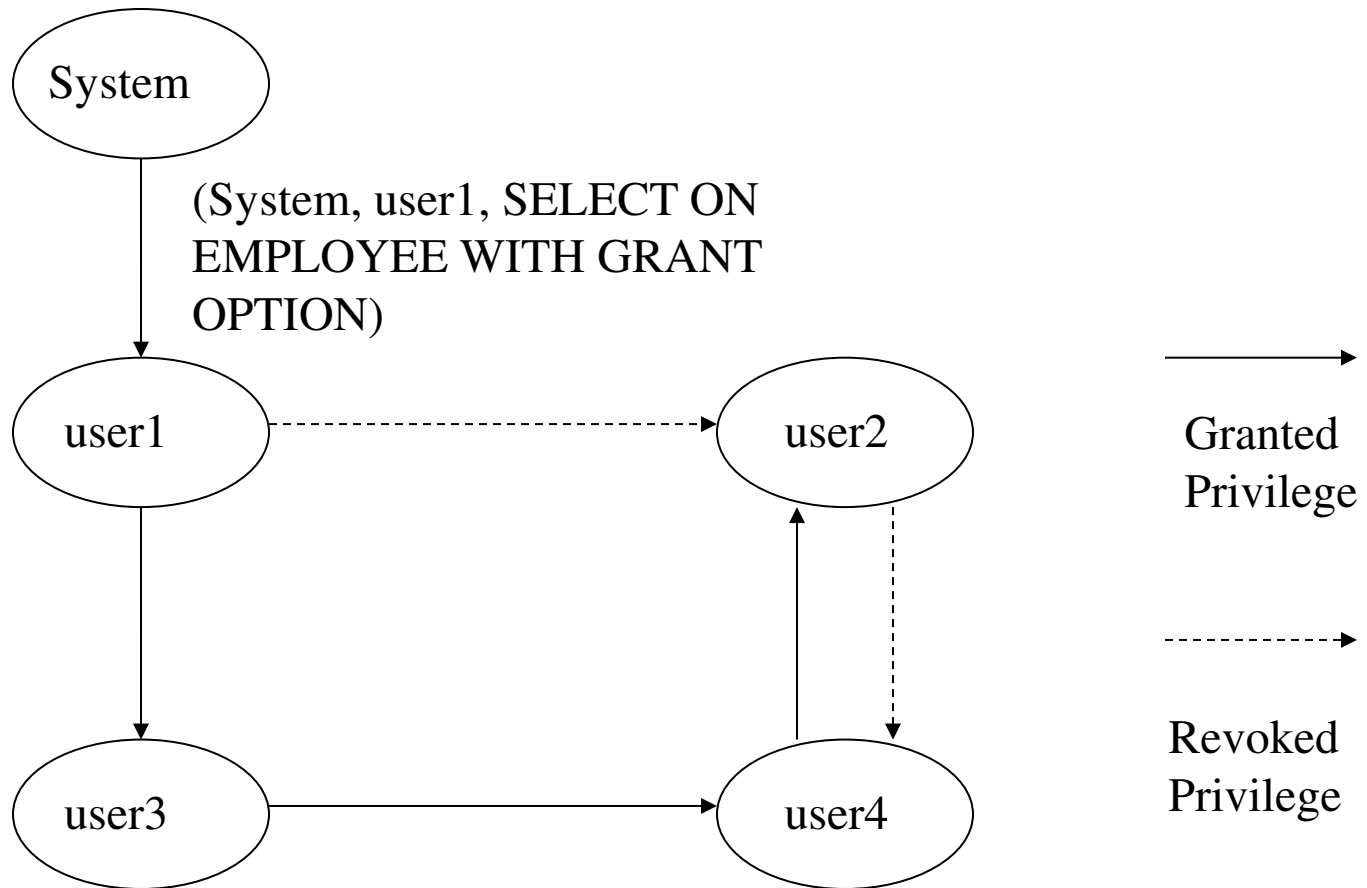 System
(System, user1, SELECT ON
EMPLOYEE WITH GRANT
OPTION)
user1
user2
Granted
Privilege
Revoked
Privilege
user3
user4